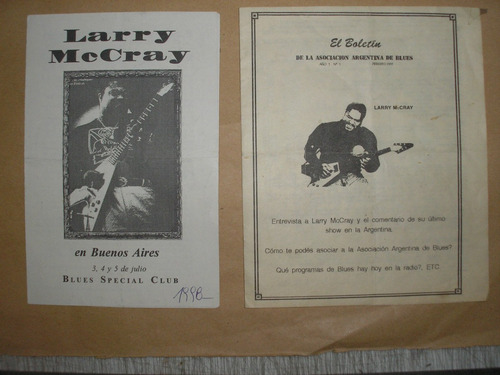 Larry
McCray
en Buenos Aires
3, 4 y 5 de julio
BLUES SPECIAL CLUB
El Boletín
DE LA ASOCIACION ARGENTINA DE BLUES
LARRY McCRAY
Entrevista a Larry McCray y el comentario de su último
show en la Argentina.
Cómo te podés asociar a la Asociación Argentina de Blues?
Qué programas de Blues hay hoy en la radio?, ETC.